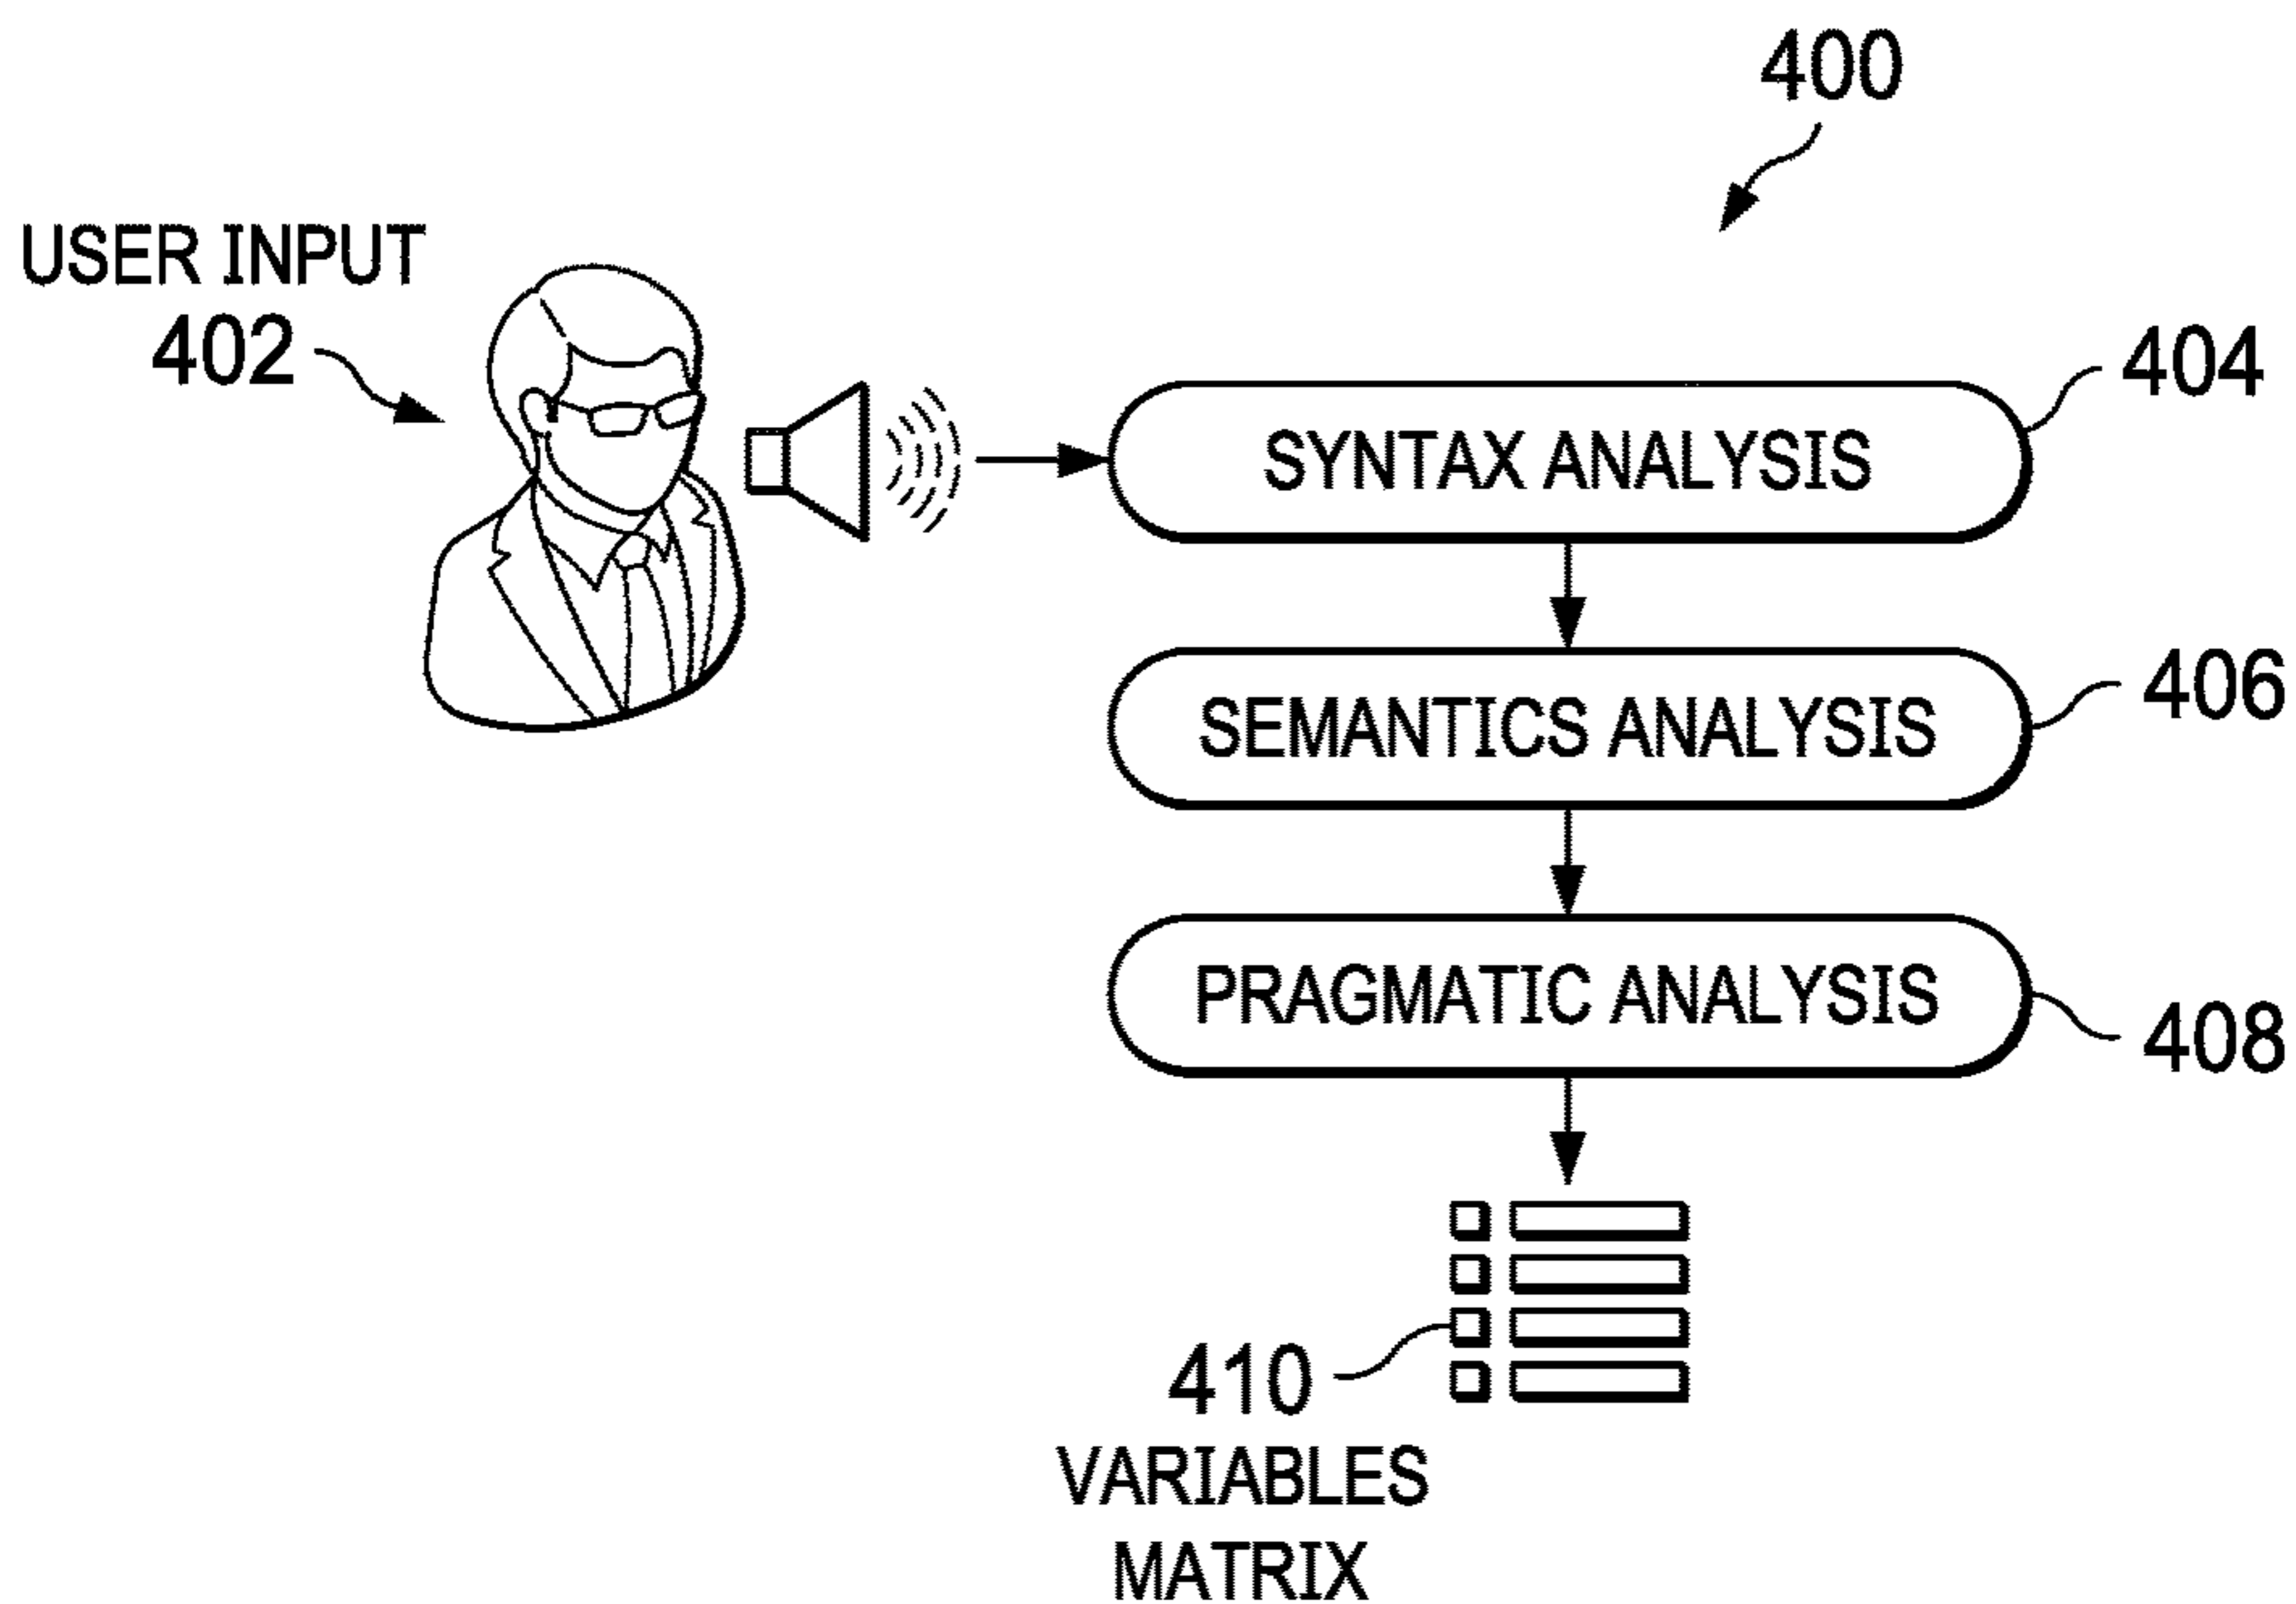 400
USER INPUT
402
404
SYNTAX ANALYSIS
406
SEMANTICS ANALYSIS
PRAGMATIC ANALYSIS
408
410
VARIABLES
MATRIX